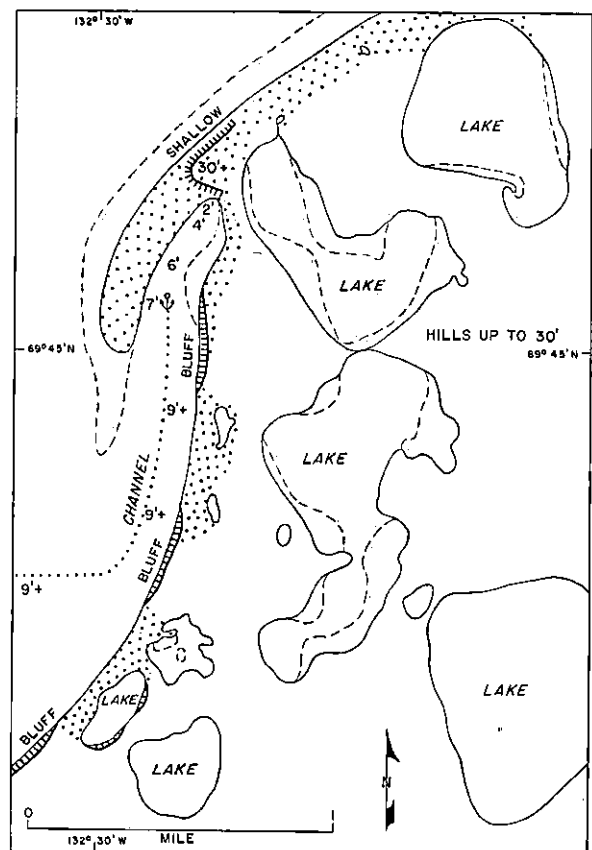 132° 30' W
LAKE
SHALLOW
30'+
2'
4'
6'
LAKE
7'
HILLS UP TO 30'
69° 45' N
69° 45' N
BLUFF
9'+
LAKE
CHANNEL
9'+
BLUFF
9'+
LAKE
LAKE
BLUFF
LAKE
N
0
MILE
132° 30' W